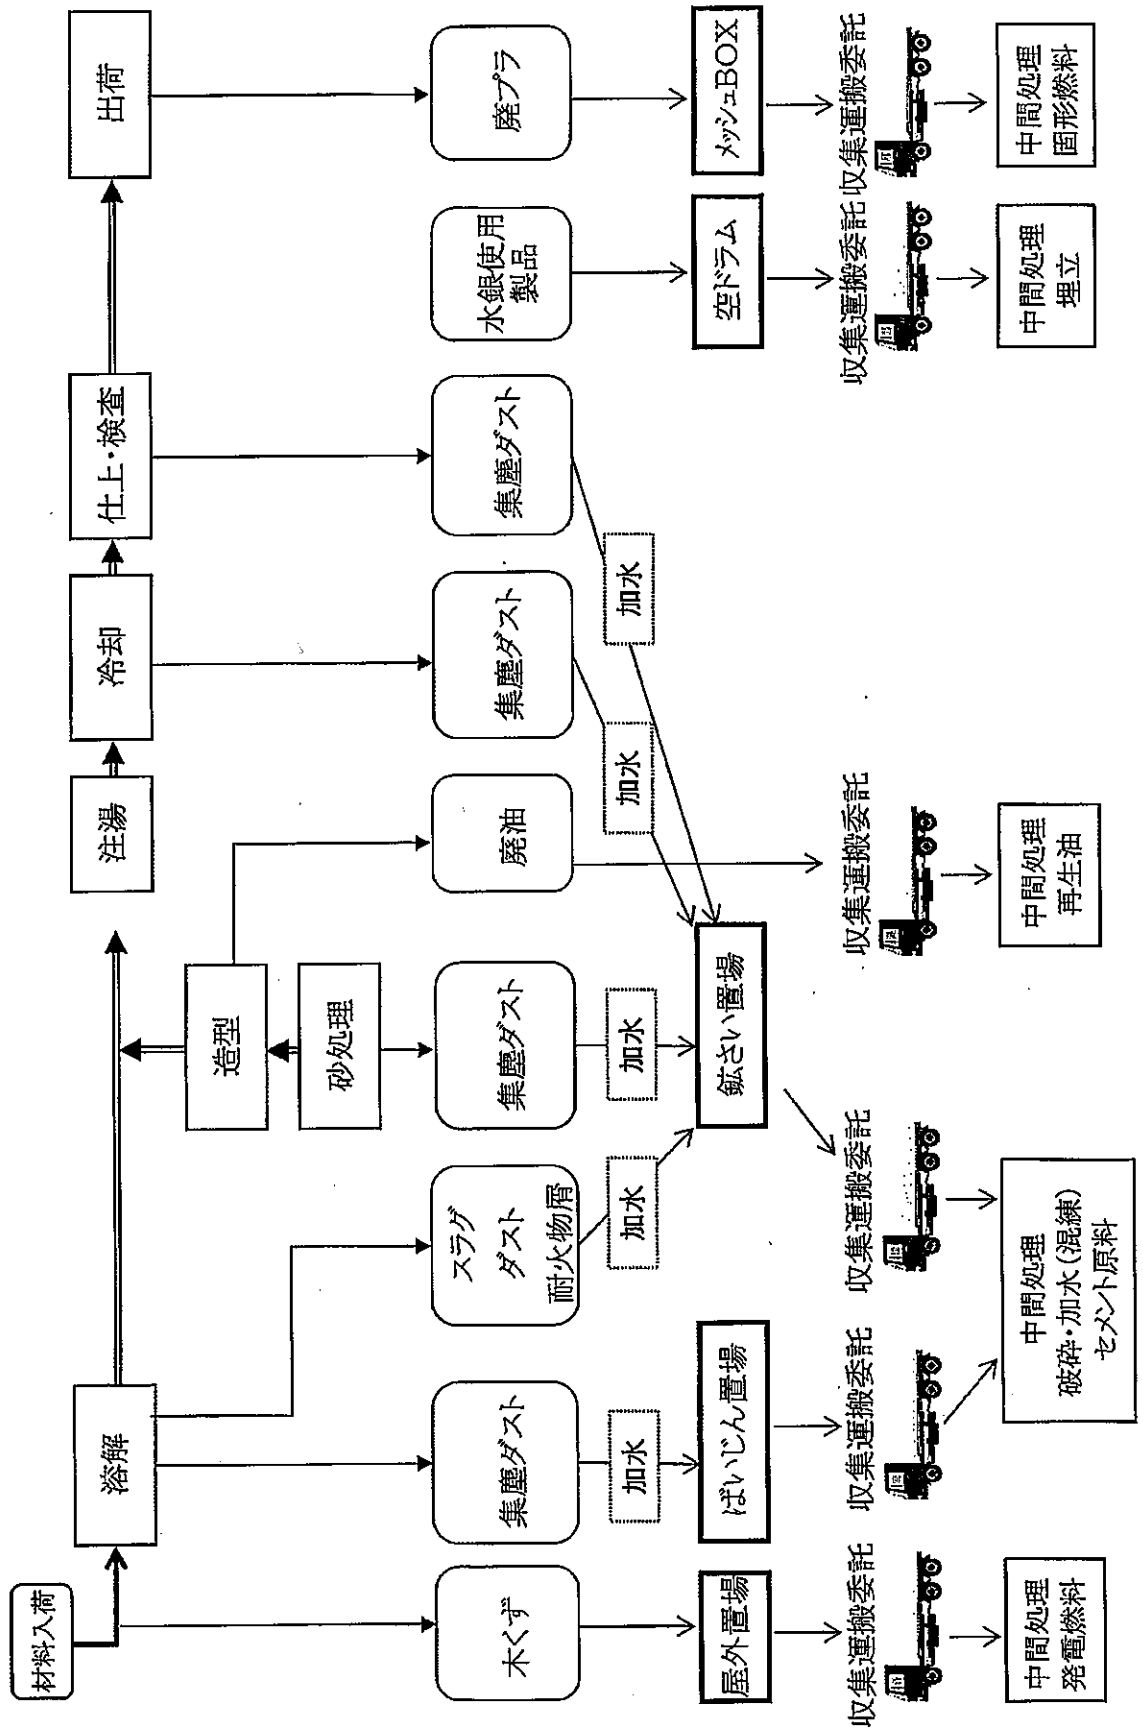 材料入荷
溶解
注湯
冷却
仕上・検査
出荷
造型
砂処理
木くず
集塵ダスト
スラグ
ダスト
耐火物屑
集塵ダスト
廃油
集塵ダスト
集塵ダスト
水銀使用
製品
廃プラ
加水
加水
加水
加水
加水
屋外置場
ばいじん置場
鉱さい置場
空ドラム
メッシュBOX
収集運搬委託
収集運搬委託
収集運搬委託
収集運搬委託
収集運搬委託
収集運搬委託
中間処理
発電燃料
中間処理
破砕・加水(混練)
セメント原料
中間処理
再生油
中間処理
埋立
中間処理
固形燃料